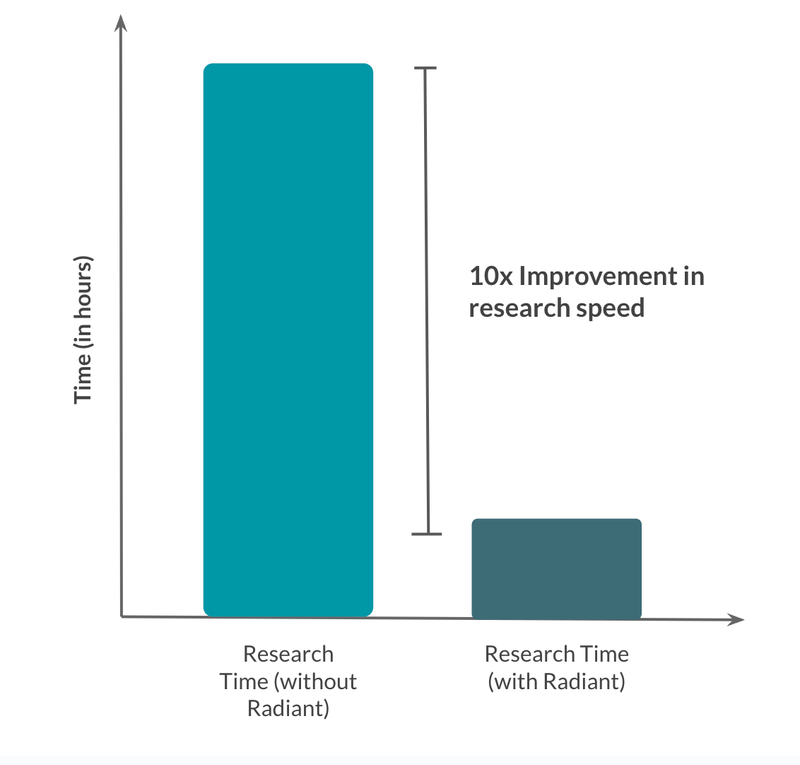 Time (in hours)
10x Improvement in
research speed
Research
Time (without
Radiant)
Research Time
(with Radiant)